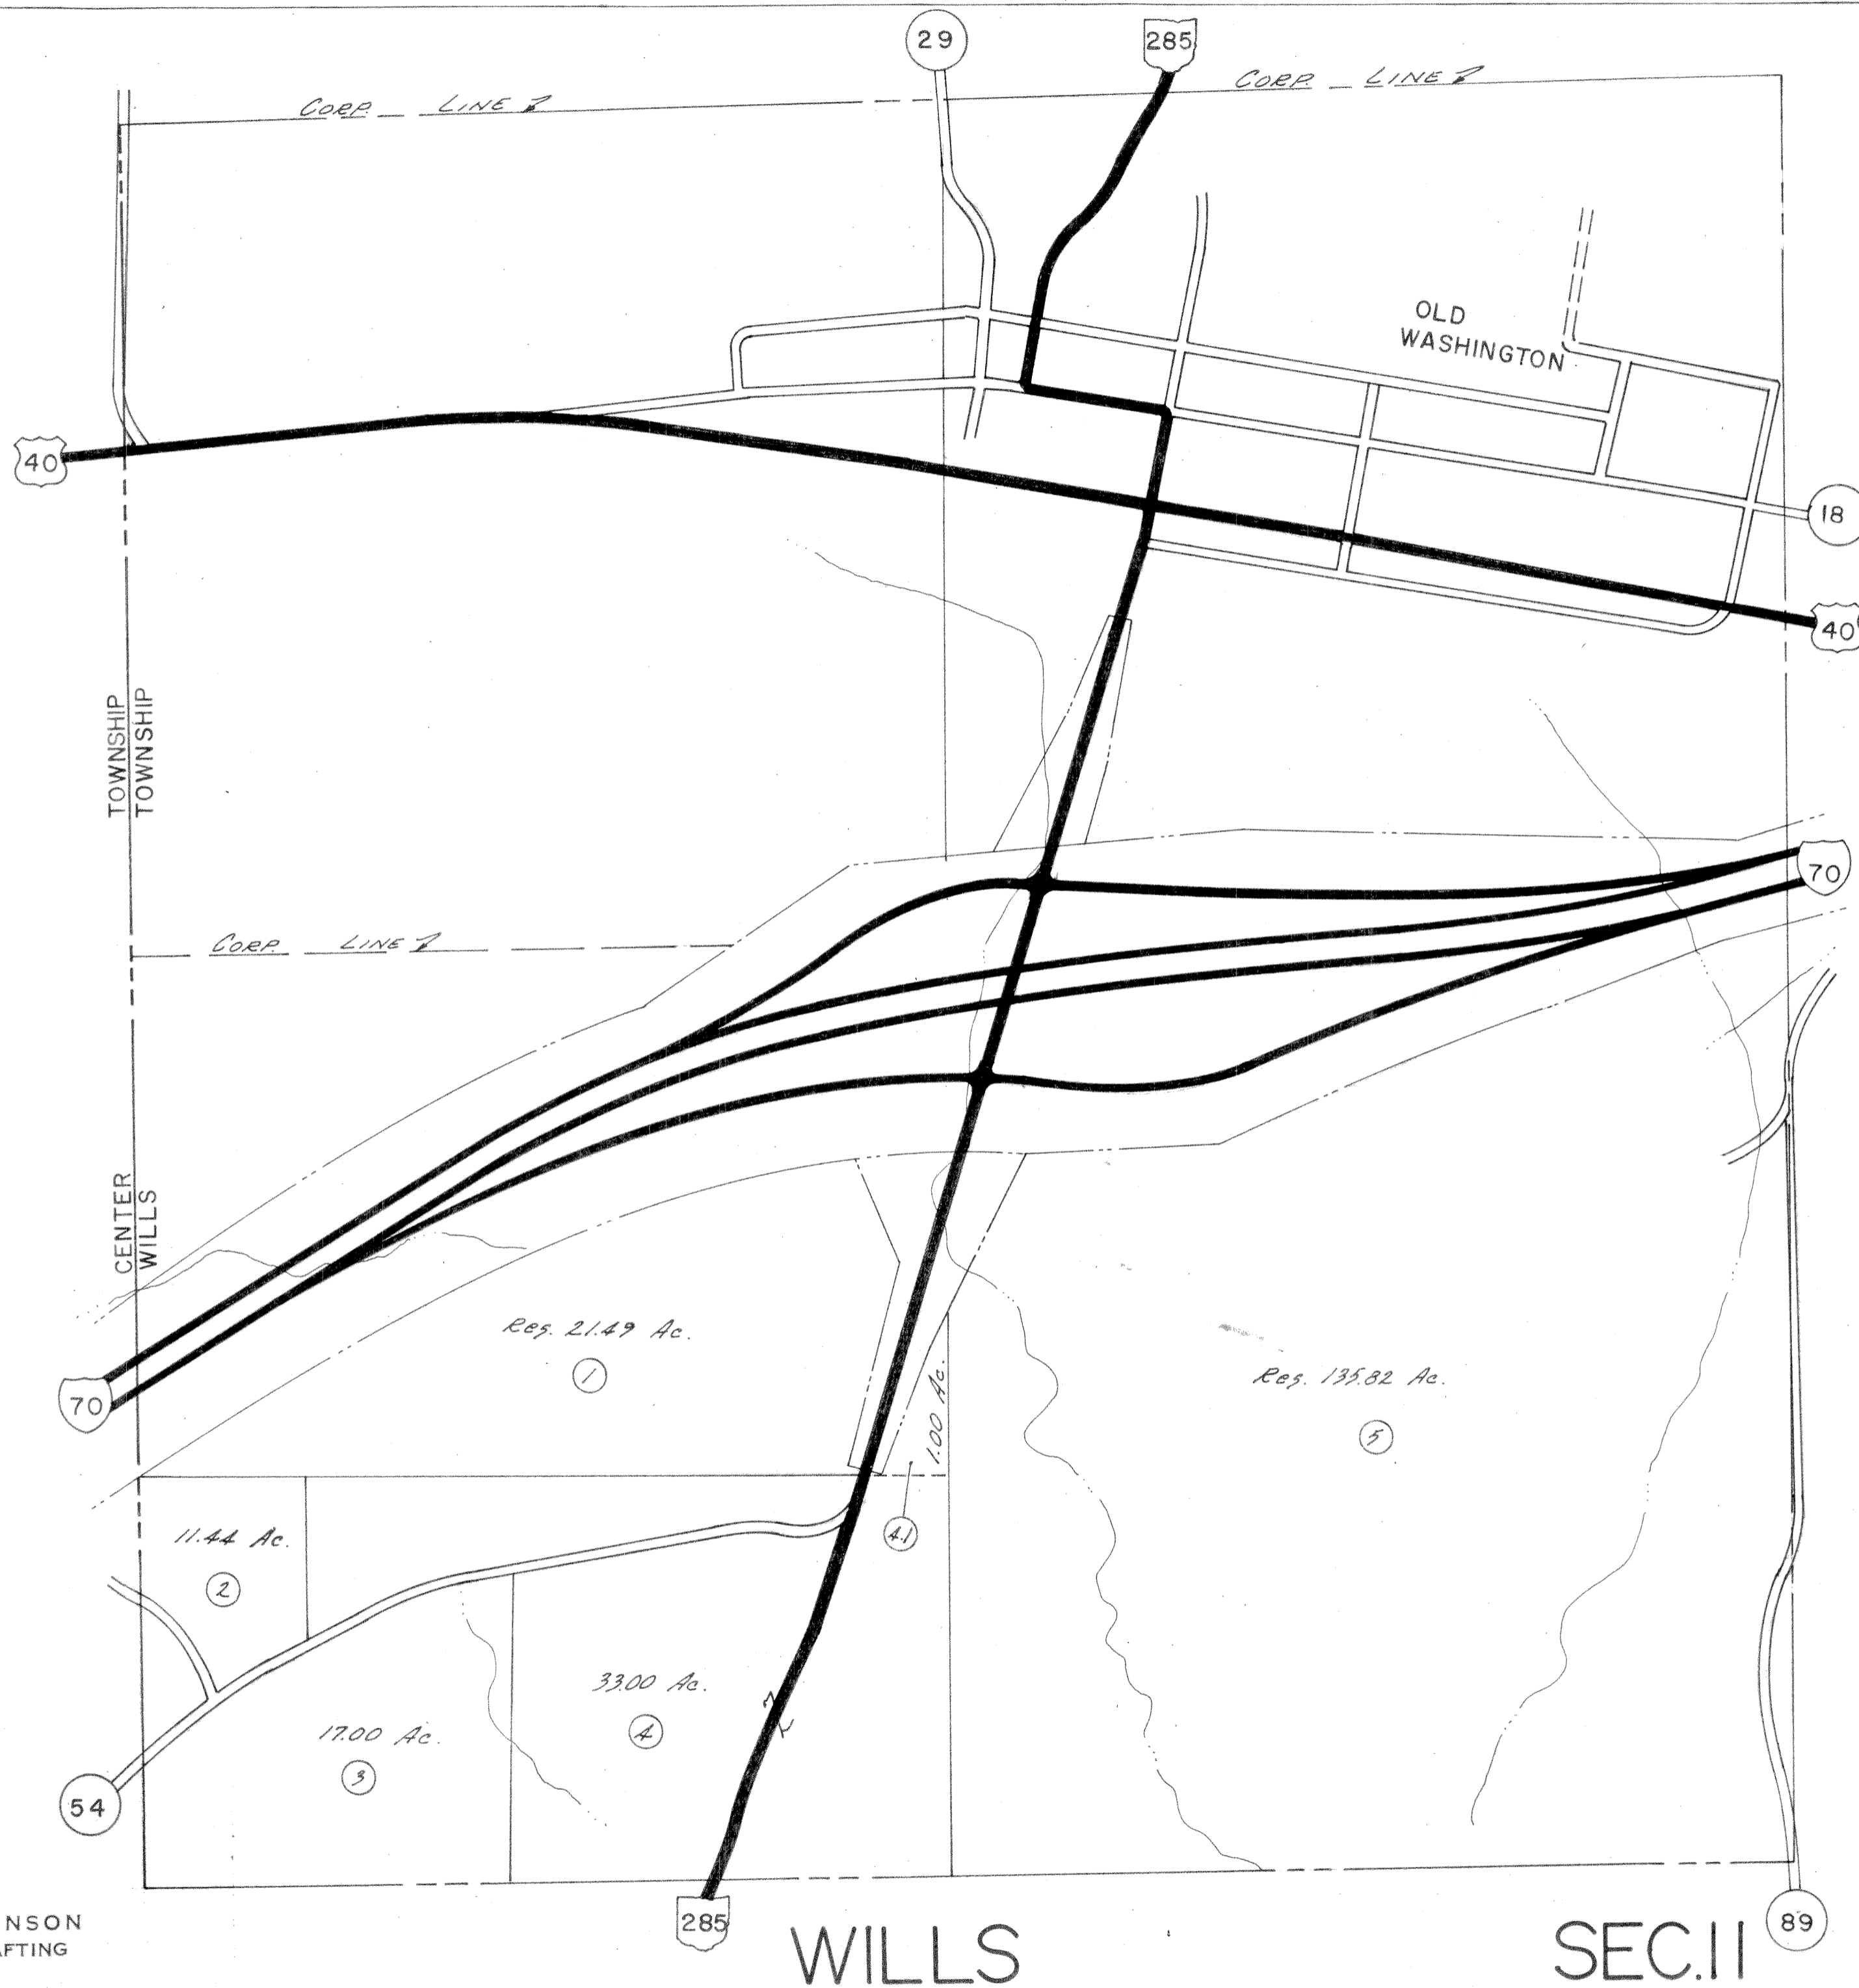 29
285
CORP. LINE
CORP. LINE
OLD
WASHINGTON
40
18
40
TOWNSHIP
TOWNSHIP
70
CORP. LINE
CENTER
WILLS
Res. 21.49 Ac.
1
Res. 135.82 Ac.
5
70
1.00 Ac.
4.1
11.44 Ac.
2
33.00 Ac.
4
17.00 Ac.
3
54
285
WILLS
SEC.11
89
NSON
AFTING